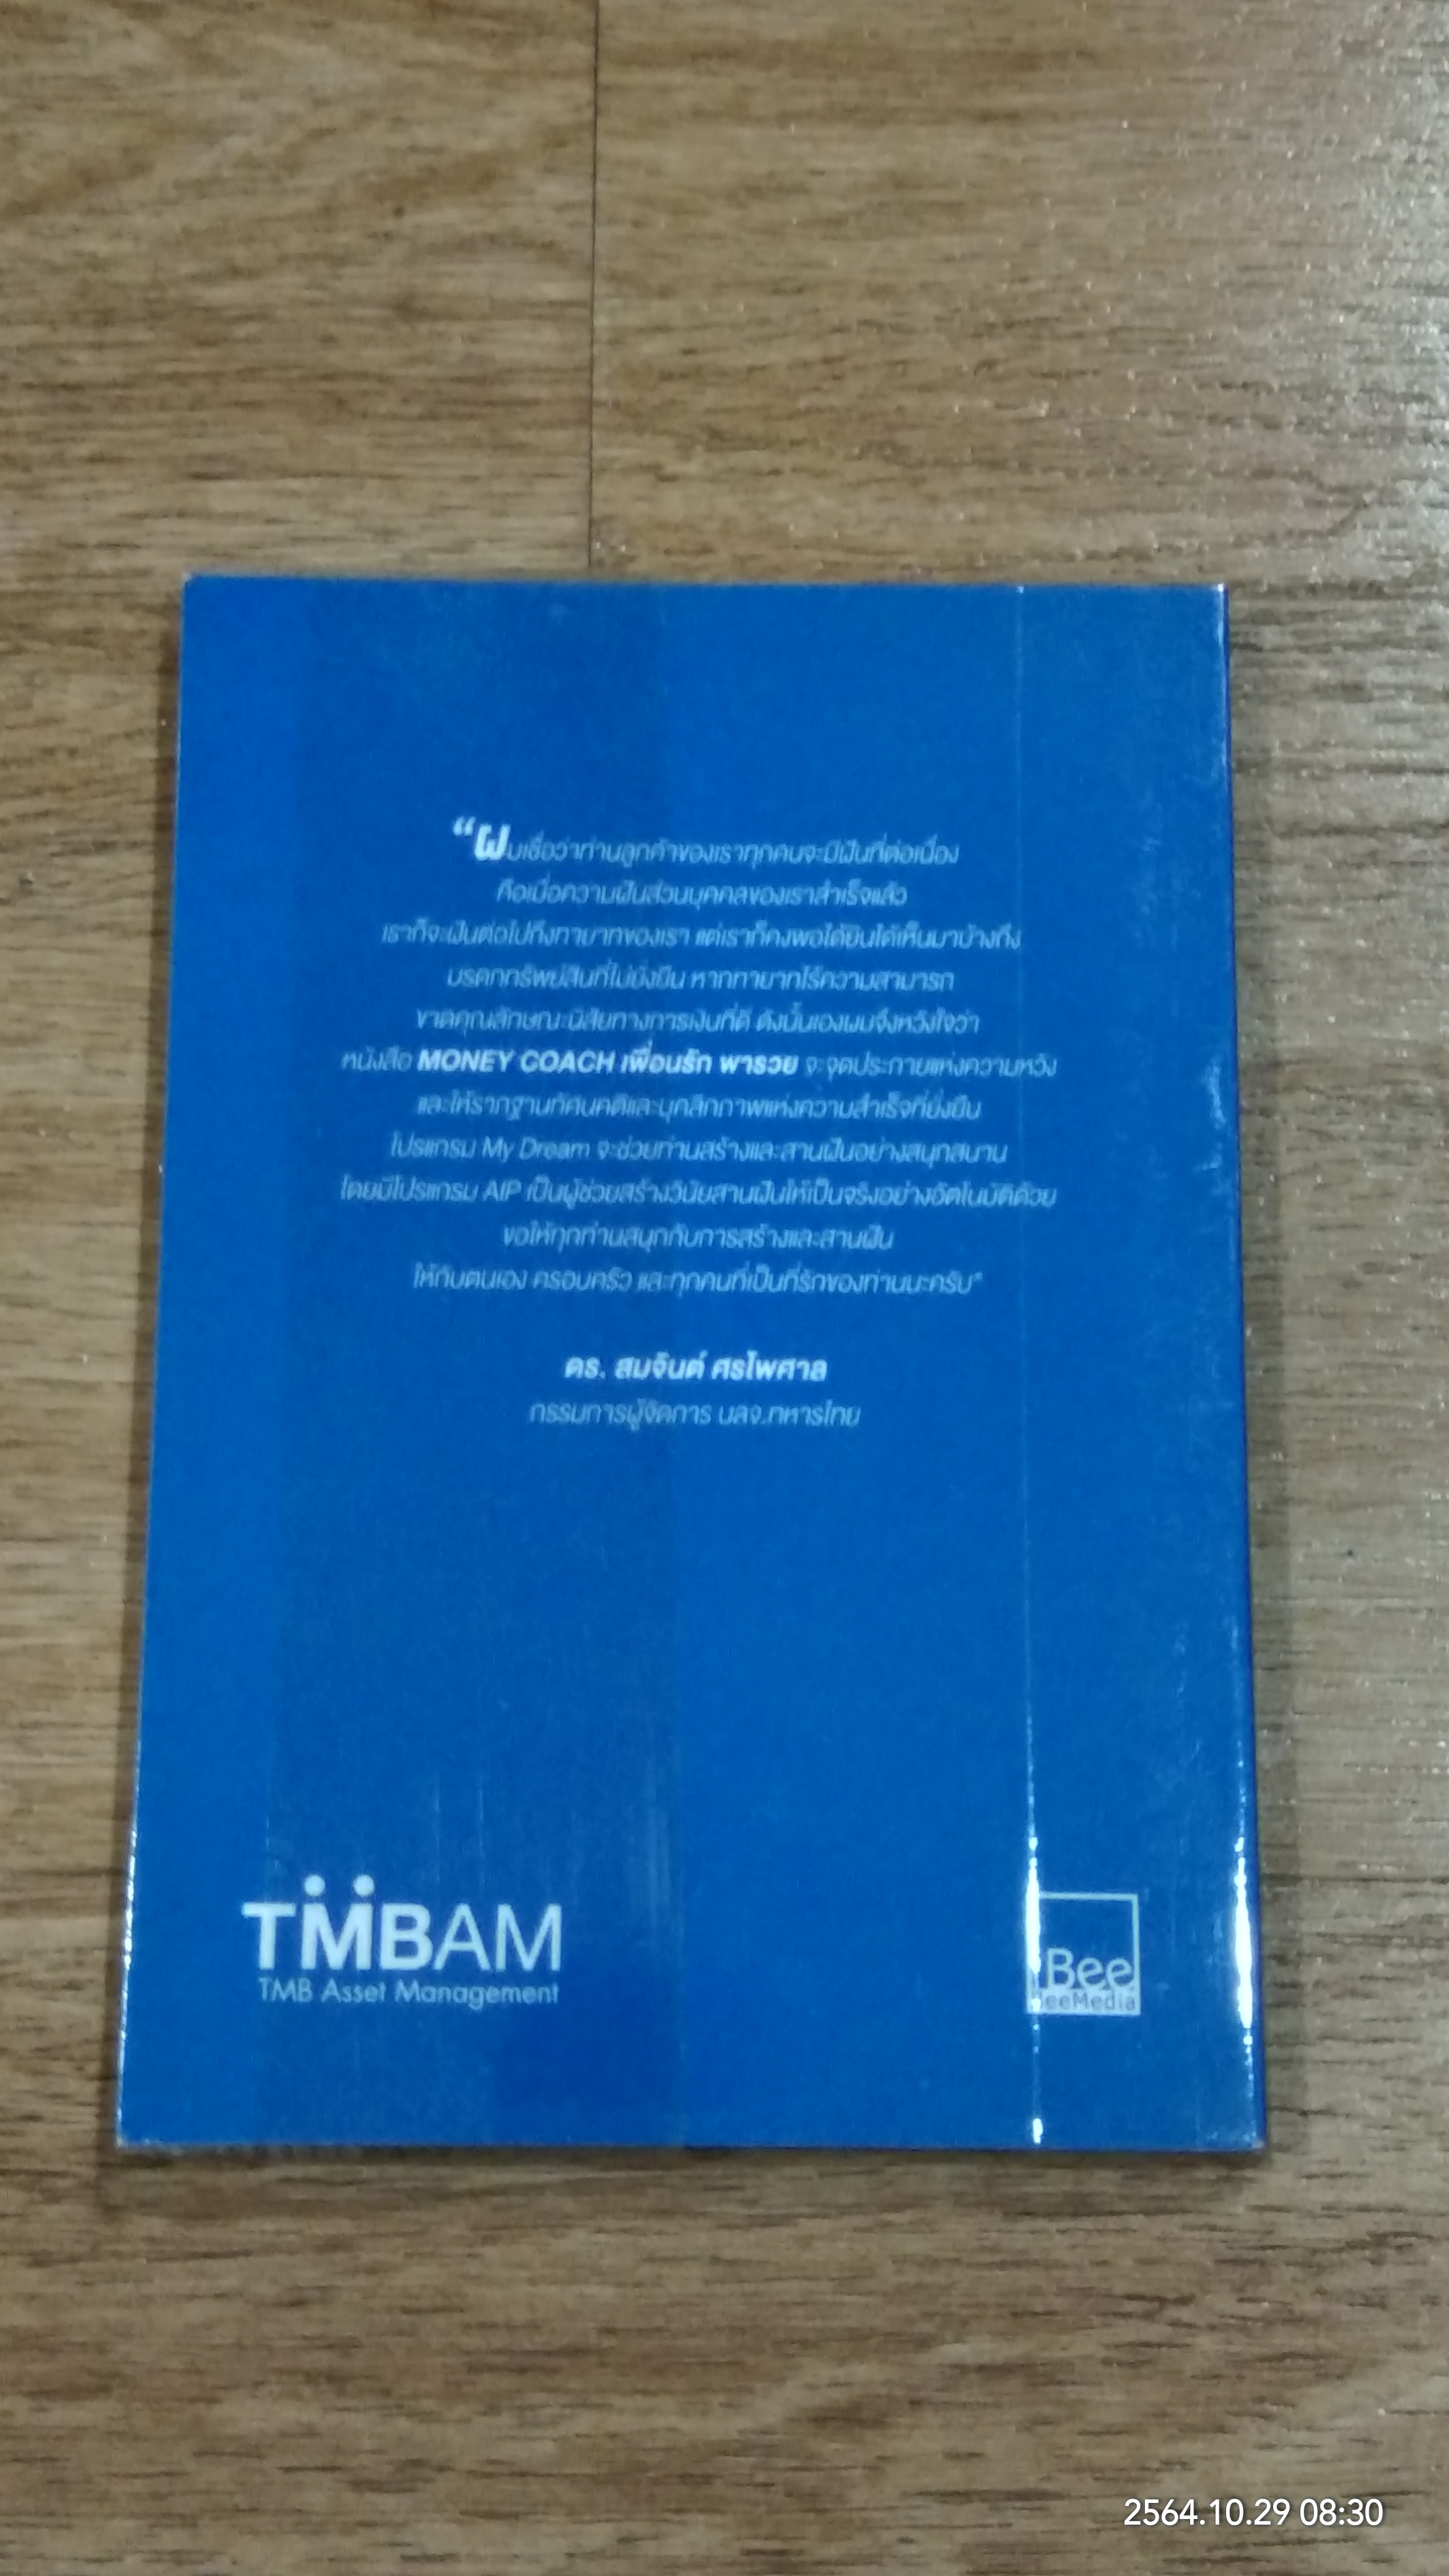 “ผมเชื่อว่าท่านลูกค้าของเราทุกคนจะมีฝันที่ต่อเนื่อง
คือเมื่อความฝันส่วนบุคคลของเราสำเร็จแล้ว
เราก็จะฝันต่อไปถึงทายาทของเรา แต่เราก็คงพอได้ยินได้เห็นมาบ้างถึง
มรดกทรัพย์สินที่ไม่ยั่งยืน หากทายาทไร้ความสามารถ
ขาดคุณลักษณะนิสัยทางการเงินที่ดี ดังนั้นเองผมจึงหวังใจว่า
หนังสือ MONEY COACH เพื่อนรัก พารวย จะจุดประกายแห่งความหวัง
และให้รากฐานทัศนคติและบุคลิกภาพแห่งความสำเร็จที่ยั่งยืน
โปรแกรม My Dream จะช่วยท่านสร้างและสานฝันอย่างสนุกสนาน
โดยมีโปรแกรม AIP เป็นผู้ช่วยสร้างวินัยสานฝันให้เป็นจริงอย่างอัตโนมัติด้วย
ขอให้ทุกท่านสนุกกับการสร้างและสานฝัน
ให้กับตนเอง ครอบครัว และทุกคนที่เป็นที่รักของท่านนะครับ”
ดร. สมจินต์ ศรไพศาล
กรรมการผู้จัดการ บลจ.ทหารไทย
TMBAM
TMB Asset Management
Bee
BeeMedia
2564.10.29 08:30